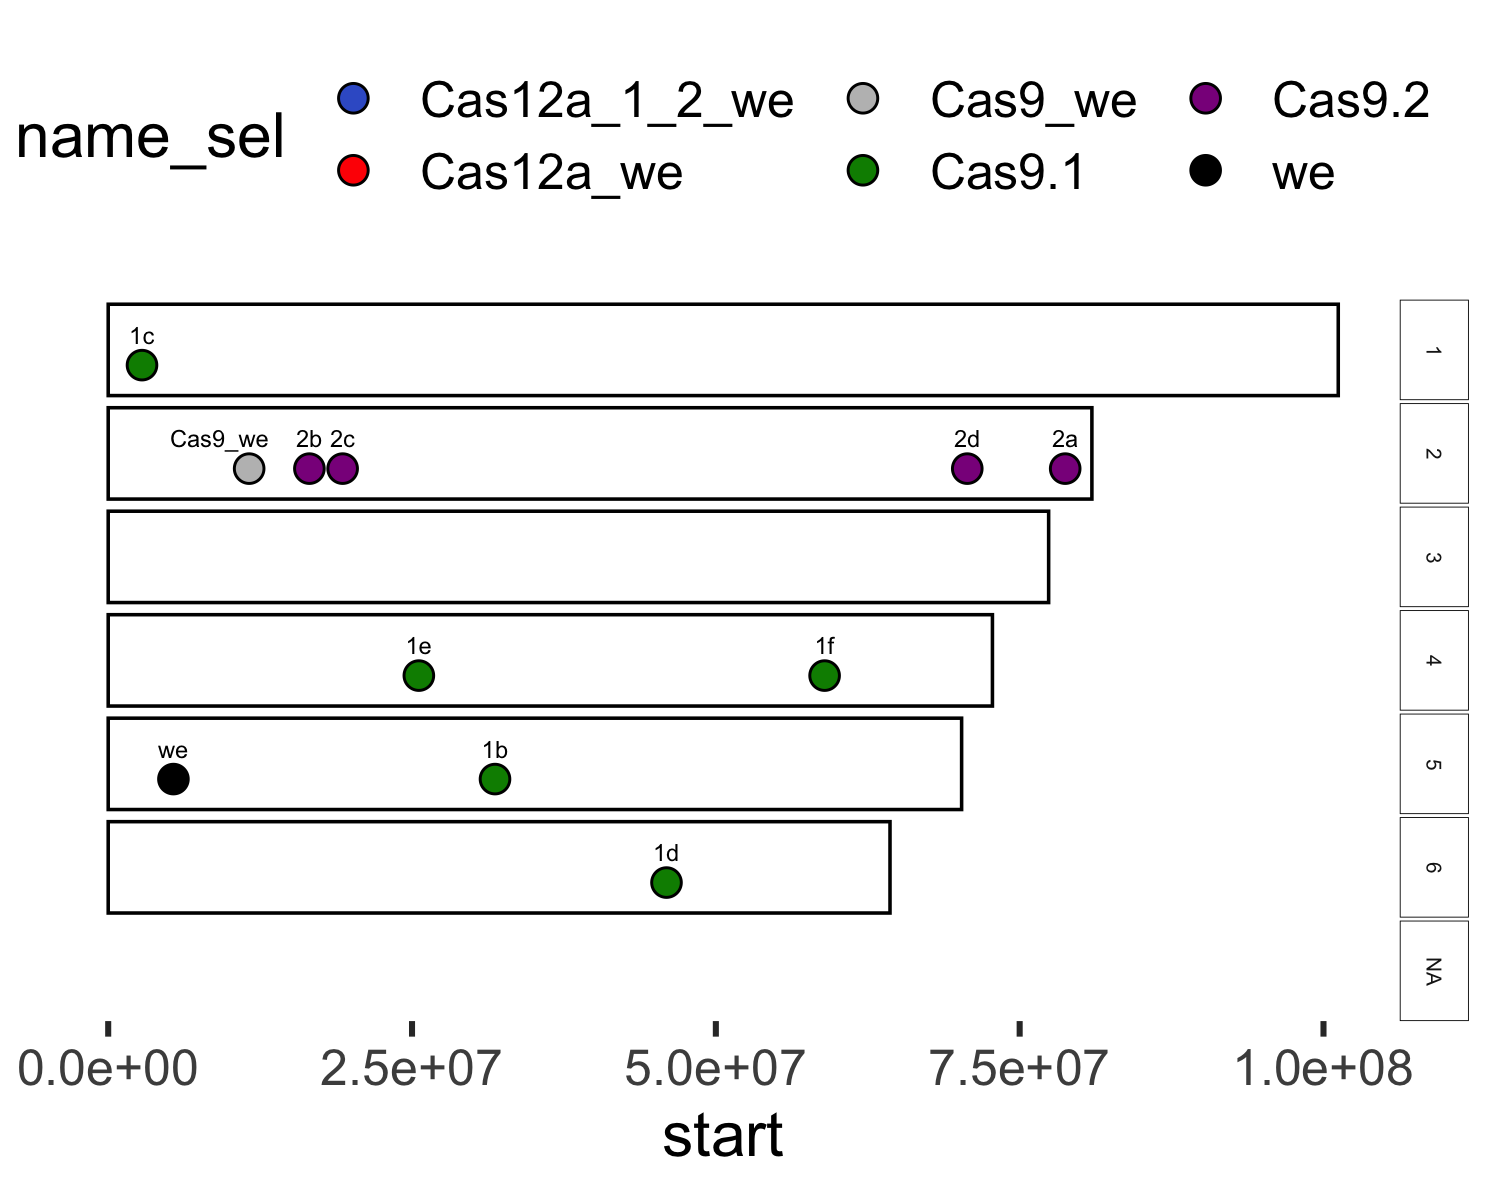 name_sel
Cas12a_1_2_we Cas9_we Cas9.2
Cas12a_we Cas9.1 we
1c
1
Cas9_we 2b 2c 2d 2a
2
3
1e 1f
4
we 1b
5
1d
6
NA
0.0e+00 2.5e+07 5.0e+07 7.5e+07 1.0e+08
start